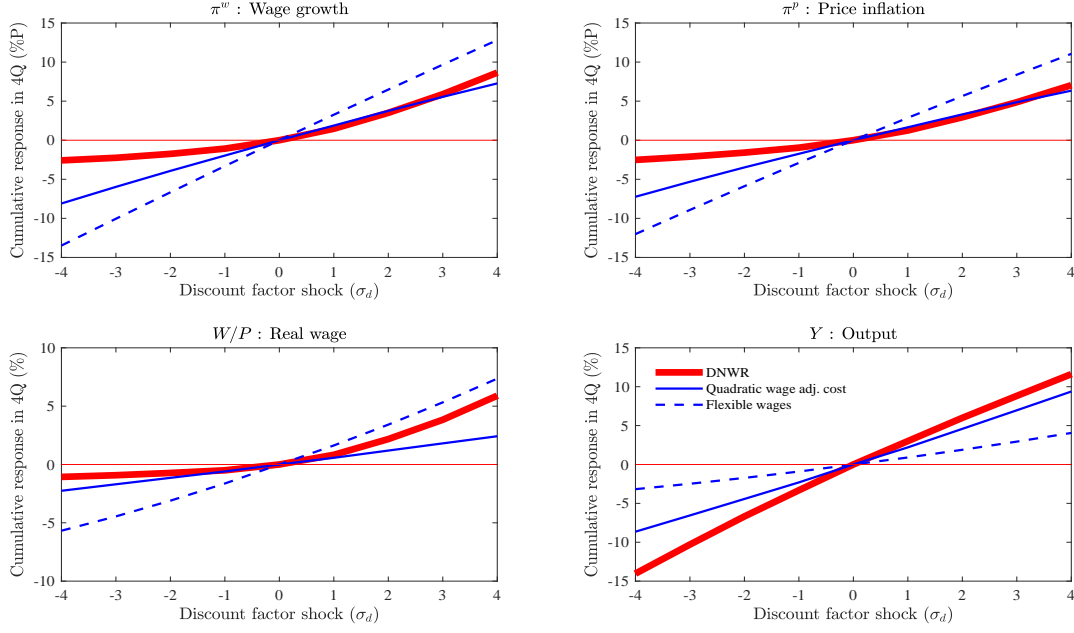 π^w : Wage growth
Cumulative response in 4Q (%P)
15
10
5
0
-5
-10
-15
-4 -3 -2 -1 0 1 2 3 4
Discount factor shock (σ_d)
π^p : Price inflation
Cumulative response in 4Q (%P)
15
10
5
0
-5
-10
-15
-4 -3 -2 -1 0 1 2 3 4
Discount factor shock (σ_d)
W/P : Real wage
Cumulative response in 4Q (%)
10
5
0
-5
-10
-4 -3 -2 -1 0 1 2 3 4
Discount factor shock (σ_d)
Y : Output
Cumulative response in 4Q (%)
15
10
5
0
-5
-10
-15
DNWR
Quadratic wage adj. cost
Flexible wages
-4 -3 -2 -1 0 1 2 3 4
Discount factor shock (σ_d)